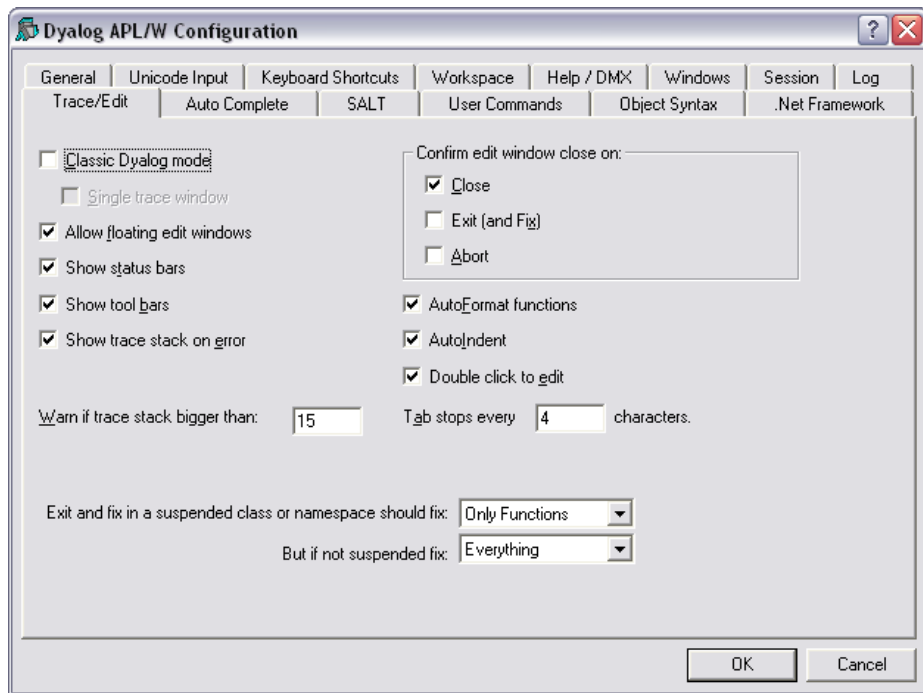 Dyalog APL/W Configuration
General Unicode Input Keyboard Shortcuts Workspace Help / DMX Windows Session Log
Trace/Edit Auto Complete SALT User Commands Object Syntax .Net Framework
Classic Dyalog mode
Single trace window
Allow floating edit windows
Show status bars
Show tool bars
Show trace stack on error
Confirm edit window close on:
Close
Exit (and Fix)
Abort
AutoFormat functions
AutoIndent
Double click to edit
Warn if trace stack bigger than: 15
Tab stops every 4 characters.
Exit and fix in a suspended class or namespace should fix: Only Functions
But if not suspended fix: Everything
OK Cancel